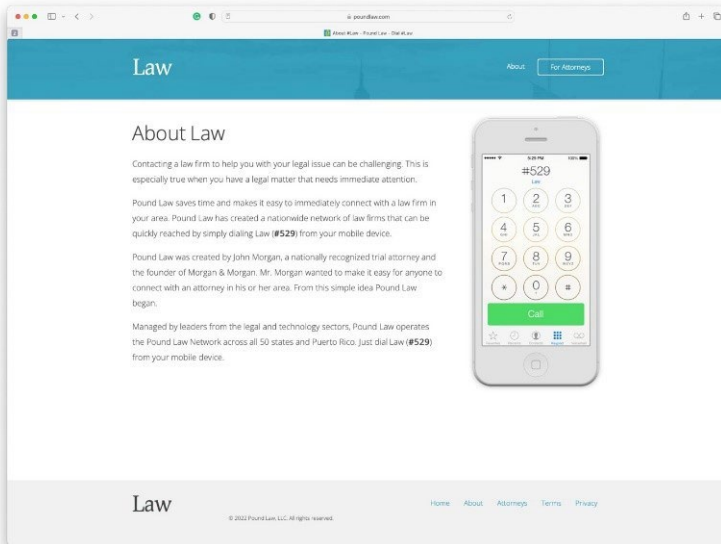 poundlaw.com
About #Law - Pound Law - Dial #Law
Law
About
For Attorneys
About Law
Contacting a law firm to help you with your legal issue can be challenging. This is
especially true when you have a legal matter that needs immediate attention.
Pound Law saves time and makes it easy to immediately connect with a law firm in
your area. Pound Law has created a nationwide network of law firms that can be
quickly reached by simply dialing Law (#529) from your mobile device.
Pound Law was created by John Morgan, a nationally recognized trial attorney and
the founder of Morgan & Morgan. Mr. Morgan wanted to make it easy for anyone to
connect with an attorney in his or her area. From this simple idea Pound Law
began.
Managed by leaders from the legal and technology sectors, Pound Law operates
the Pound Law Network across all 50 states and Puerto Rico. Just dial Law (#529)
from your mobile device.
5:29 PM
100%
#529
Law
1 2 3
4 5 6
7 8 9
* 0 #
Call
Law
© 2022 Pound Law, LLC. All rights reserved.
Home About Attorneys Terms Privacy